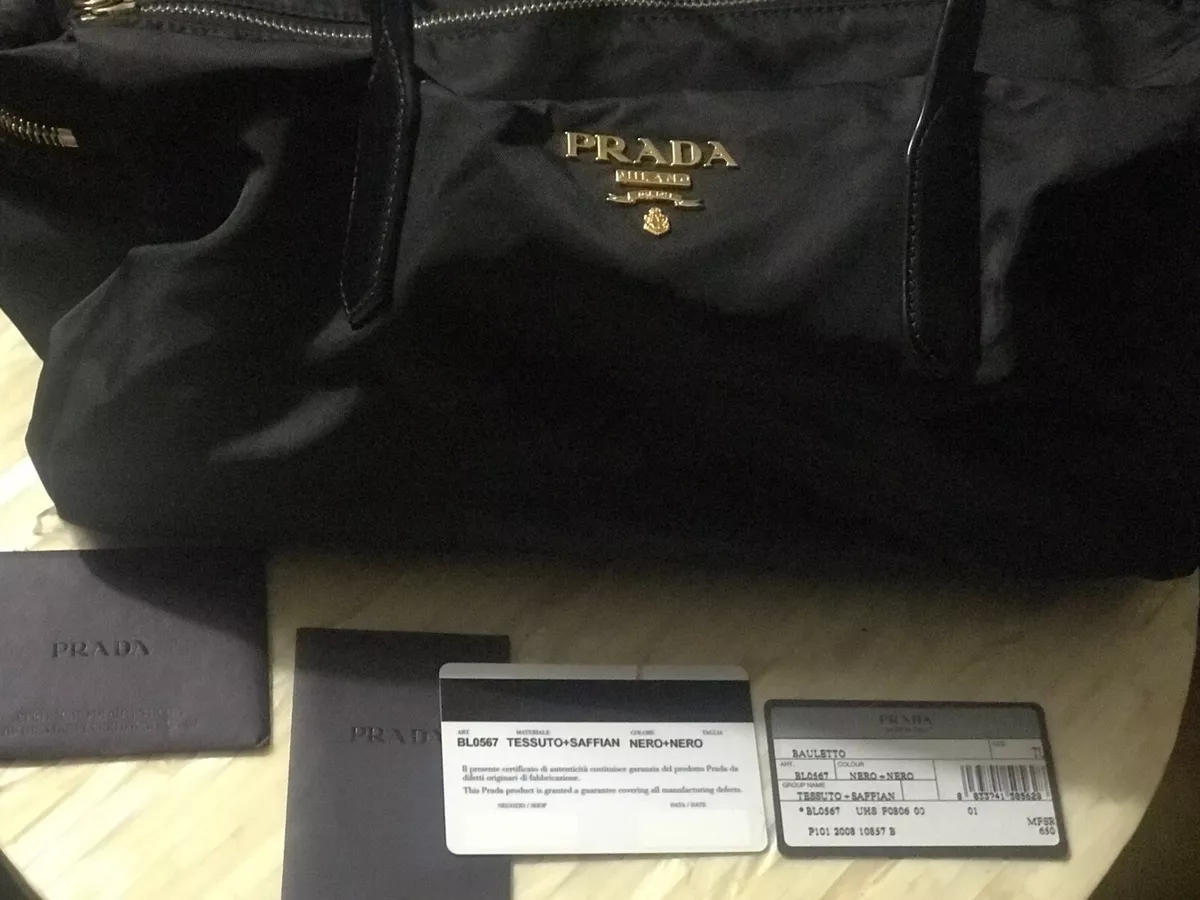 PRADA
MILANO
PRADA
PRADA
ART. MATERIALE COLORE TAGLIA
BL0567 TESSUTO+SAFFIAN NERO+NERO
Il presente certificato di autenticità costituisce garanzia del prodotto Prada da
difetti originari di fabbricazione.
This Prada product is granted a guarantee covering all manufacturing defects.
NEGOZIO / SHOP DATA / DATE
PRADA
BAULETTO
ART. COLOUR
BL0567 NERO+NERO
GROUP NAME
TESSUTO+SAFFIAN
*BL0567 UHS F0806 00 01
MFSR
P101 2008 10857 B 650